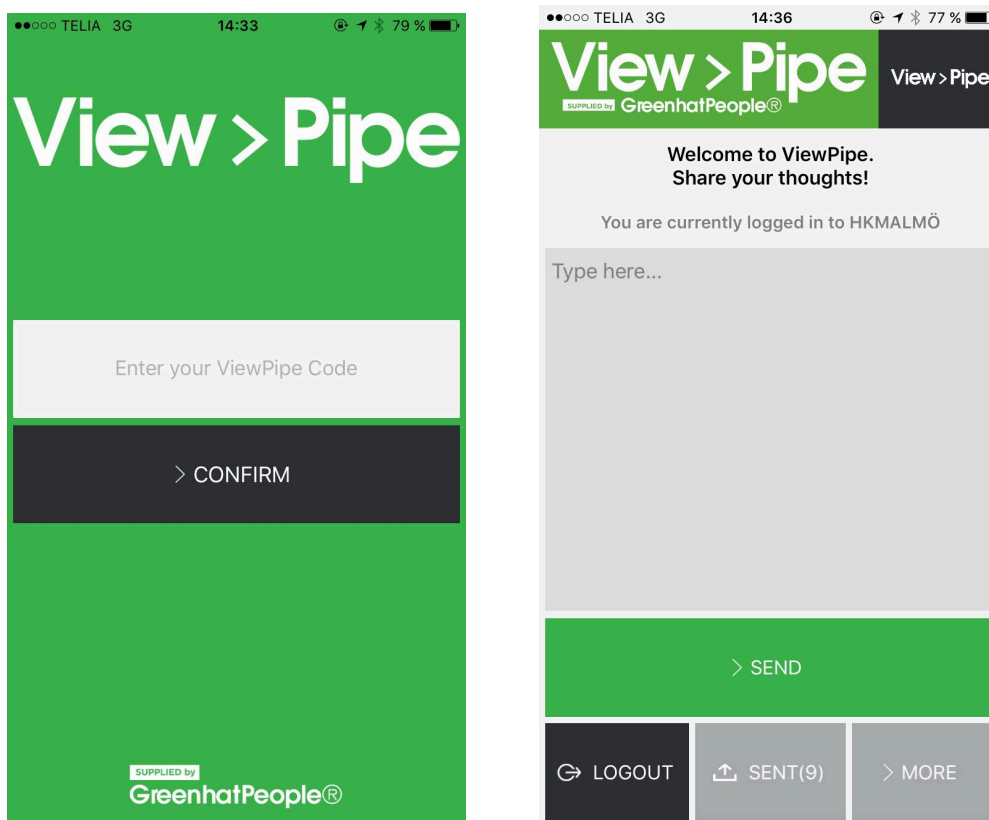 TELIA 3G 14:33 79 %
View > Pipe
Enter your ViewPipe Code
> CONFIRM
SUPPLIED by
GreenhatPeople®
TELIA 3G 14:36 77 %
View > Pipe
SUPPLIED by GreenhatPeople®
View > Pipe
Welcome to ViewPipe.
Share your thoughts!
You are currently logged in to HKMALMÖ
Type here...
> SEND
LOGOUT
SENT(9)
> MORE